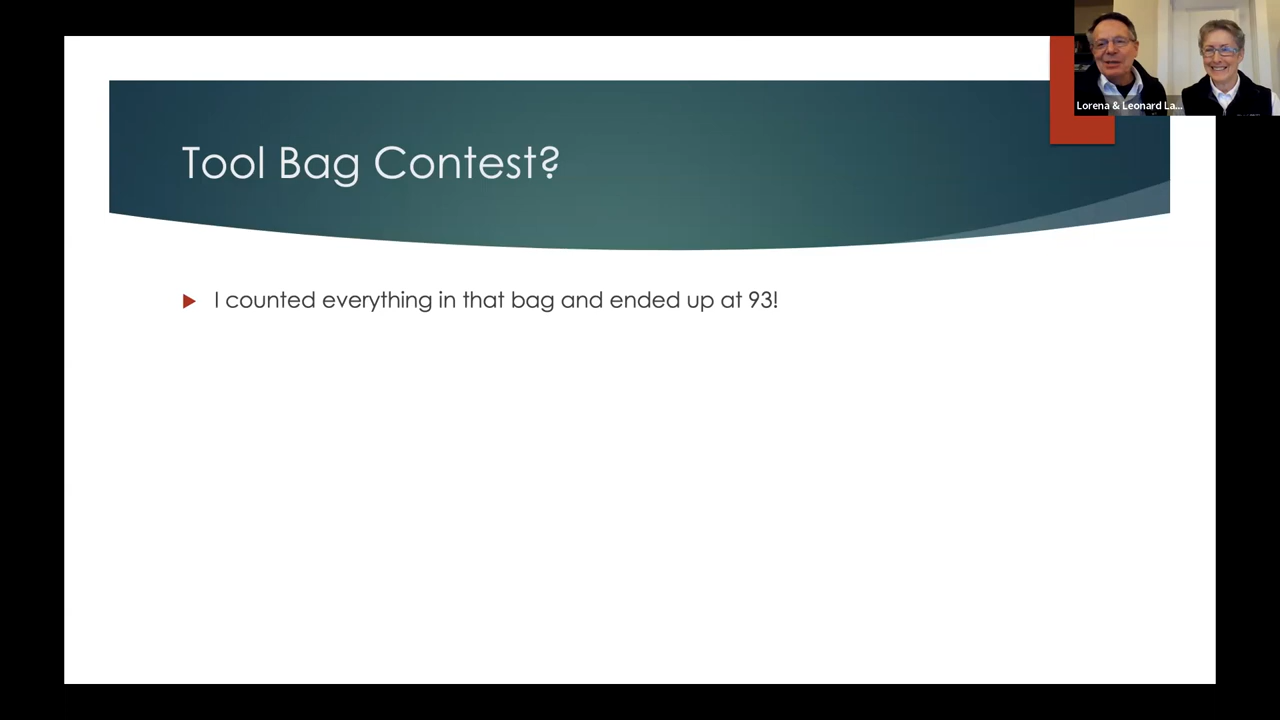 Lorena & Leonard La...
Tool Bag Contest?
I counted everything in that bag and ended up at 93!